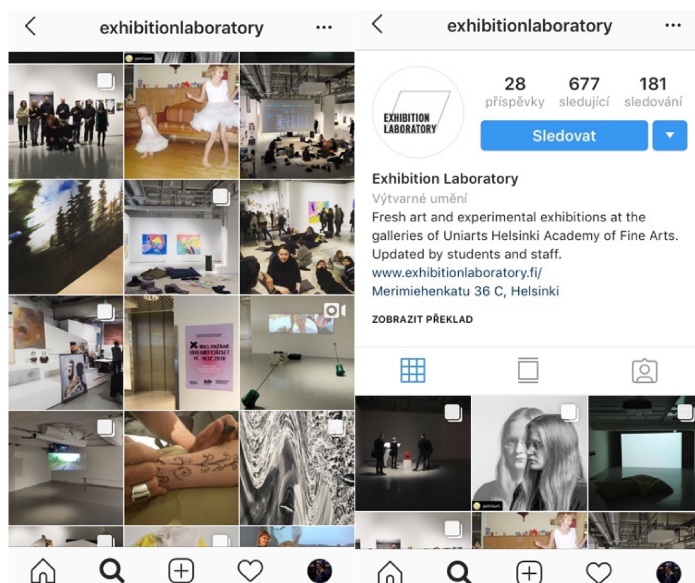 exhibitionlaboratory
exhibitionlaboratory
EXHIBITION
LABORATORY
28 677 181
příspěvky sledující sledování
Sledovat
Exhibition Laboratory
Výtvarné umění
Fresh art and experimental exhibitions at the
galleries of Uniarts Helsinki Academy of Fine Arts.
Updated by students and staff.
www.exhibitionlaboratory.fi/
Merimiehenkatu 36 C, Helsinki
ZOBRAZIT PŘEKLAD